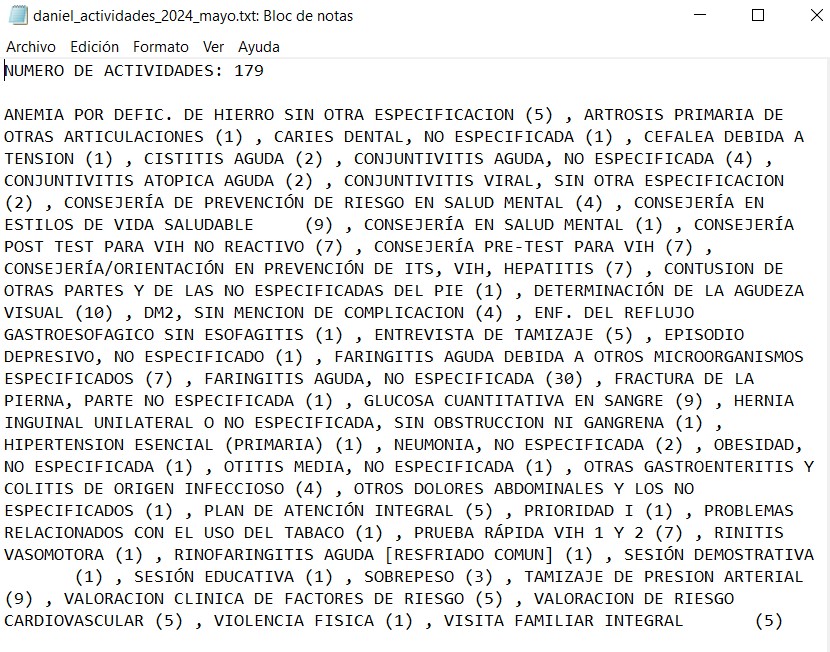 daniel_actividades_2024_mayo.txt: Bloc de notas
Archivo Edición Formato Ver Ayuda
NUMERO DE ACTIVIDADES: 179
ANEMIA POR DEFIC. DE HIERRO SIN OTRA ESPECIFICACION (5) , ARTROSIS PRIMARIA DE
OTRAS ARTICULACIONES (1) , CARIES DENTAL, NO ESPECIFICADA (1) , CEFALEA DEBIDA A
TENSION (1) , CISTITIS AGUDA (2) , CONJUNTIVITIS AGUDA, NO ESPECIFICADA (4) ,
CONJUNTIVITIS ATOPICA AGUDA (2) , CONJUNTIVITIS VIRAL, SIN OTRA ESPECIFICACION
(2) , CONSEJERÍA DE PREVENCIÓN DE RIESGO EN SALUD MENTAL (4) , CONSEJERÍA EN
ESTILOS DE VIDA SALUDABLE (9) , CONSEJERÍA EN SALUD MENTAL (1) , CONSEJERÍA
POST TEST PARA VIH NO REACTIVO (7) , CONSEJERÍA PRE-TEST PARA VIH (7) ,
CONSEJERÍA/ORIENTACIÓN EN PREVENCIÓN DE ITS, VIH, HEPATITIS (7) , CONTUSION DE
OTRAS PARTES Y DE LAS NO ESPECIFICADAS DEL PIE (1) , DETERMINACIÓN DE LA AGUDEZA
VISUAL (10) , DM2, SIN MENCION DE COMPLICACION (4) , ENF. DEL REFLUJO
GASTROESOFAGICO SIN ESOFAGITIS (1) , ENTREVISTA DE TAMIZAJE (5) , EPISODIO
DEPRESIVO, NO ESPECIFICADO (1) , FARINGITIS AGUDA DEBIDA A OTROS MICROORGANISMOS
ESPECIFICADOS (7) , FARINGITIS AGUDA, NO ESPECIFICADA (30) , FRACTURA DE LA
PIERNA, PARTE NO ESPECIFICADA (1) , GLUCOSA CUANTITATIVA EN SANGRE (9) , HERNIA
INGUINAL UNILATERAL O NO ESPECIFICADA, SIN OBSTRUCCION NI GANGRENA (1) ,
HIPERTENSION ESENCIAL (PRIMARIA) (1) , NEUMONIA, NO ESPECIFICADA (2) , OBESIDAD,
NO ESPECIFICADA (1) , OTITIS MEDIA, NO ESPECIFICADA (1) , OTRAS GASTROENTERITIS Y
COLITIS DE ORIGEN INFECCIOSO (4) , OTROS DOLORES ABDOMINALES Y LOS NO
ESPECIFICADOS (1) , PLAN DE ATENCIÓN INTEGRAL (5) , PRIORIDAD I (1) , PROBLEMAS
RELACIONADOS CON EL USO DEL TABACO (1) , PRUEBA RÁPIDA VIH 1 Y 2 (7) , RINITIS
VASOMOTORA (1) , RINOFARINGITIS AGUDA [RESFRIADO COMUN] (1) , SESIÓN DEMOSTRATIVA
(1) , SESIÓN EDUCATIVA (1) , SOBREPESO (3) , TAMIZAJE DE PRESION ARTERIAL
(9) , VALORACION CLINICA DE FACTORES DE RIESGO (5) , VALORACION DE RIESGO
CARDIOVASCULAR (5) , VIOLENCIA FISICA (1) , VISITA FAMILIAR INTEGRAL (5)